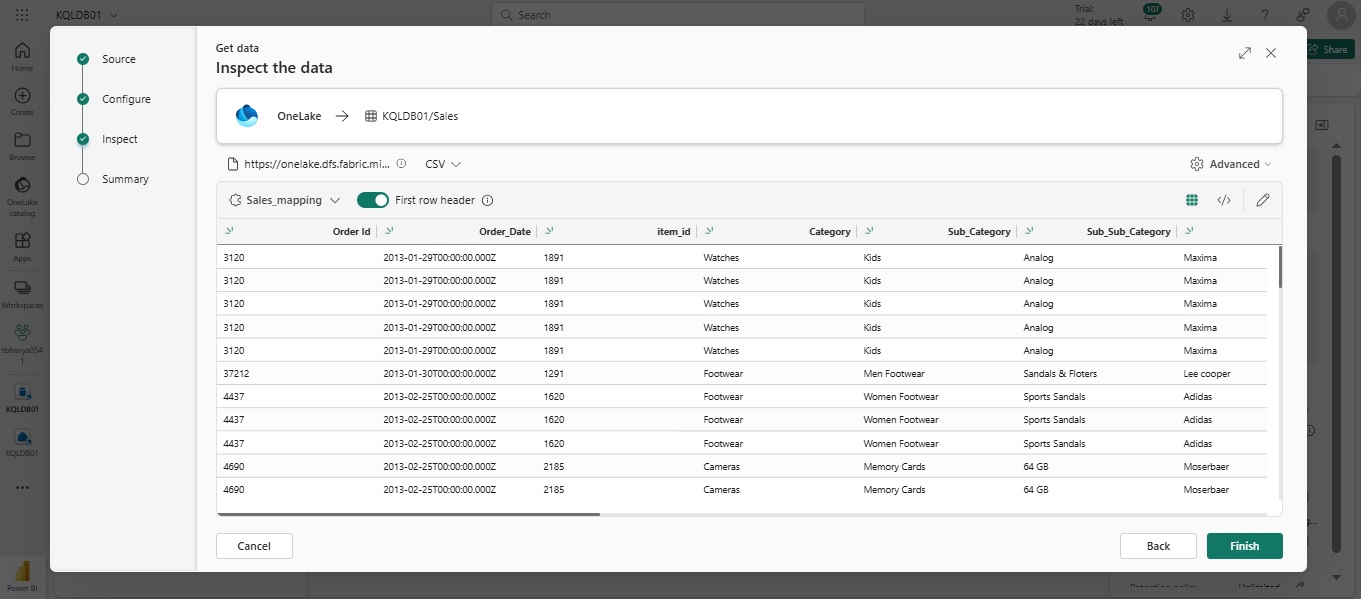 KQLDB01
Search
Trial:
22 days left
107
?
Home
Create
Browse
OneLake
catalog
Apps
Workspaces
tbhavya054
1
KQLDB01
KQLDB01
Power BI
Share
Source
Configure
Inspect
Summary
Get data
Inspect the data
OneLake → KQLDB01/Sales
https://onelake.dfs.fabric.mi... CSV
Advanced
Sales_mapping First row header
Order Id Order_Date item_id Category Sub_Category Sub_Sub_Category
3120 2013-01-29T00:00:00.000Z 1891 Watches Kids Analog Maxima
3120 2013-01-29T00:00:00.000Z 1891 Watches Kids Analog Maxima
3120 2013-01-29T00:00:00.000Z 1891 Watches Kids Analog Maxima
3120 2013-01-29T00:00:00.000Z 1891 Watches Kids Analog Maxima
3120 2013-01-29T00:00:00.000Z 1891 Watches Kids Analog Maxima
37212 2013-01-30T00:00:00.000Z 1291 Footwear Men Footwear Sandals & Floters Lee cooper
4437 2013-02-25T00:00:00.000Z 1620 Footwear Women Footwear Sports Sandals Adidas
4437 2013-02-25T00:00:00.000Z 1620 Footwear Women Footwear Sports Sandals Adidas
4437 2013-02-25T00:00:00.000Z 1620 Footwear Women Footwear Sports Sandals Adidas
4690 2013-02-25T00:00:00.000Z 2185 Cameras Memory Cards 64 GB Moserbaer
4690 2013-02-25T00:00:00.000Z 2185 Cameras Memory Cards 64 GB Moserbaer
Cancel Back Finish